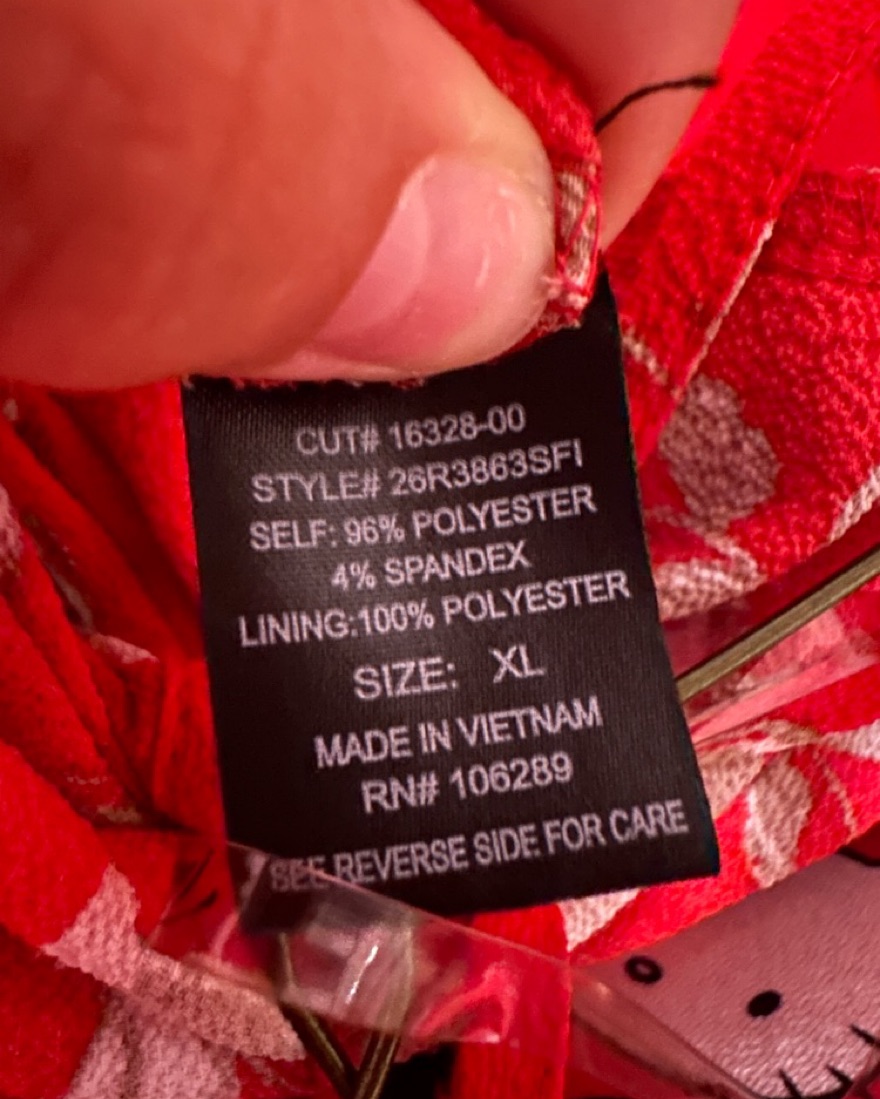 CUT# 16328-00
STYLE# 26R3863SFI
SELF: 96% POLYESTER
4% SPANDEX
LINING:100% POLYESTER
SIZE: XL
MADE IN VIETNAM
RN# 106289
SEE REVERSE SIDE FOR CARE